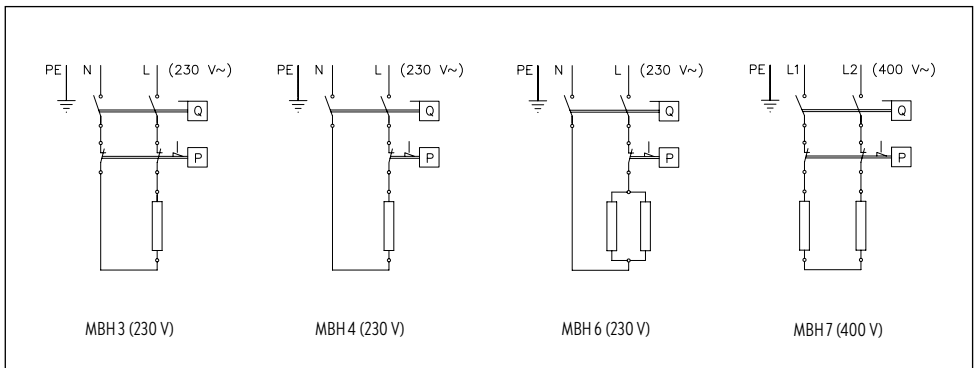 PE N L (230 V~)
Q
P
MBH 3 (230 V)
PE N L (230 V~)
Q
P
MBH 4 (230 V)
PE N L (230 V~)
Q
P
MBH 6 (230 V)
PE L1 L2 (400 V~)
Q
P
MBH 7 (400 V)